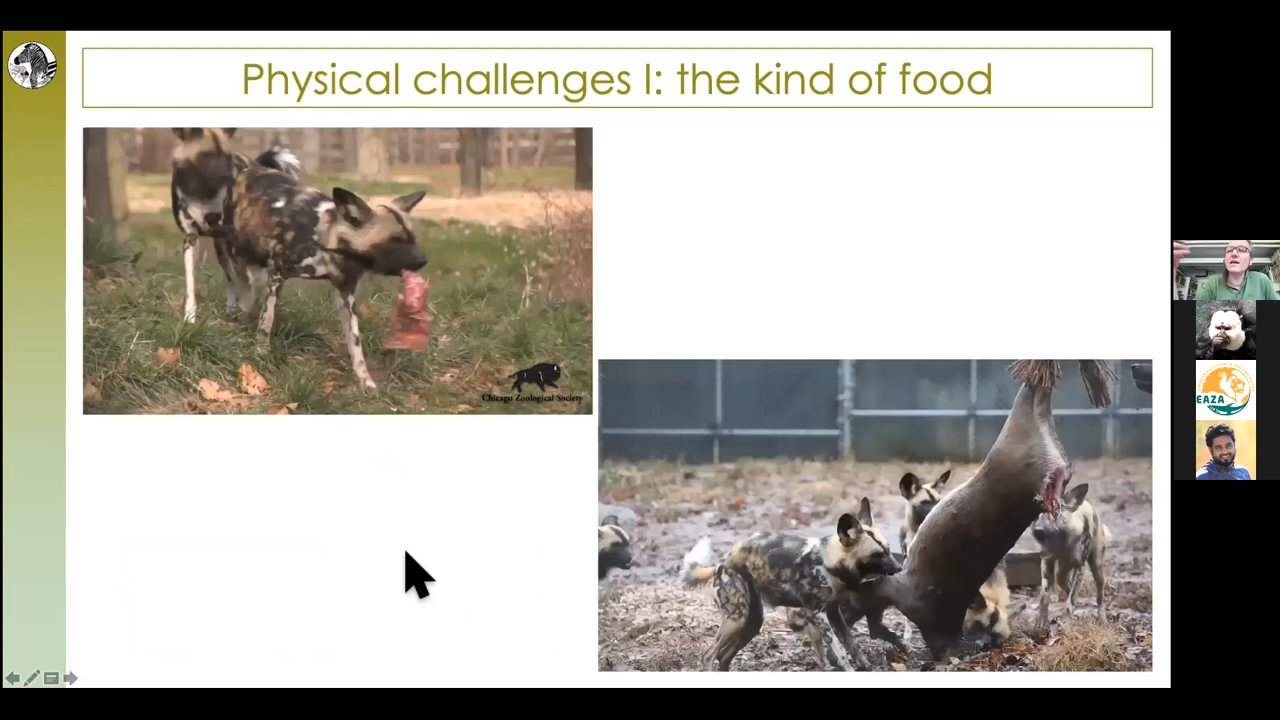 Physical challenges I: the kind of food
Chicago Zoological Society
EAZA